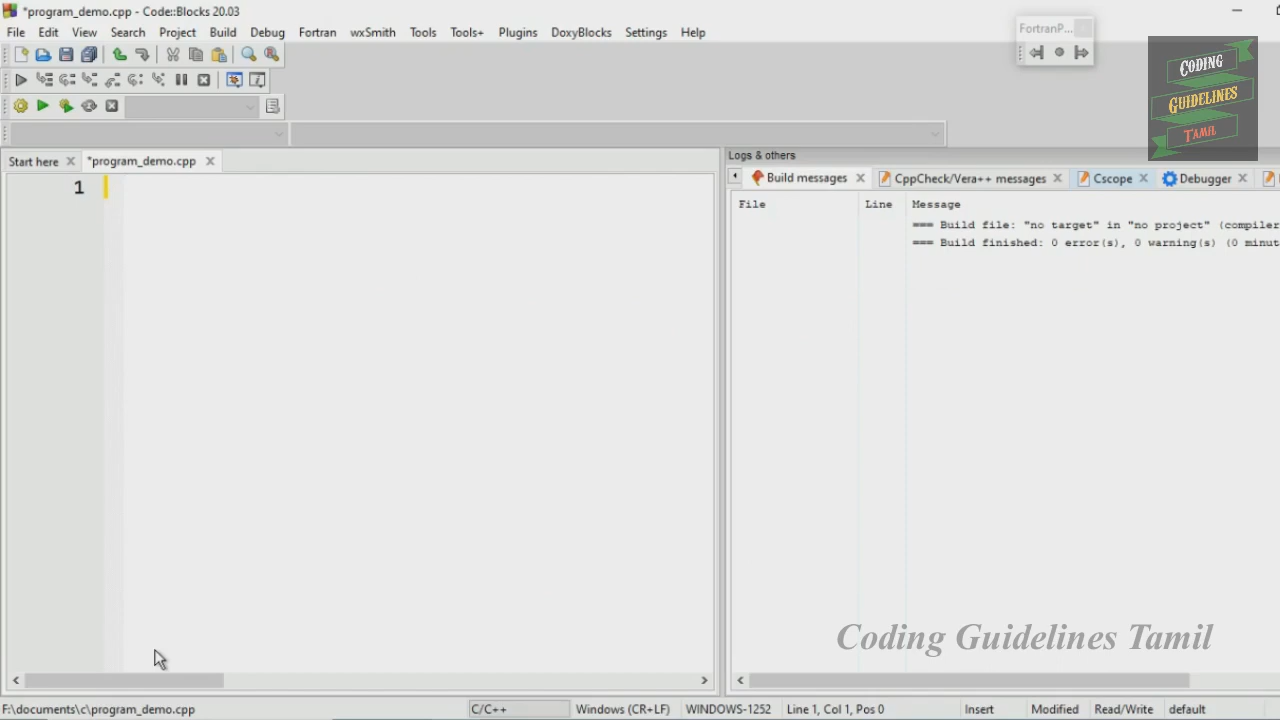 *program_demo.cpp - Code::Blocks 20.03
File Edit View Search Project Build Debug Fortran wxSmith Tools Tools+ Plugins DoxyBlocks Settings Help
FortranP...
CODING
GUIDELINES
TAMIL
Start here *program_demo.cpp
Logs & others
Build messages CppCheck/Vera++ messages Cscope Debugger
1
File Line Message
=== Build file: "no target" in "no project" (compiler
=== Build finished: 0 error(s), 0 warning(s) (0 minut
Coding Guidelines Tamil
F:\documents\c\program_demo.cpp C/C++ Windows (CR+LF) WINDOWS-1252 Line 1, Col 1, Pos 0 Insert Modified Read/Write default